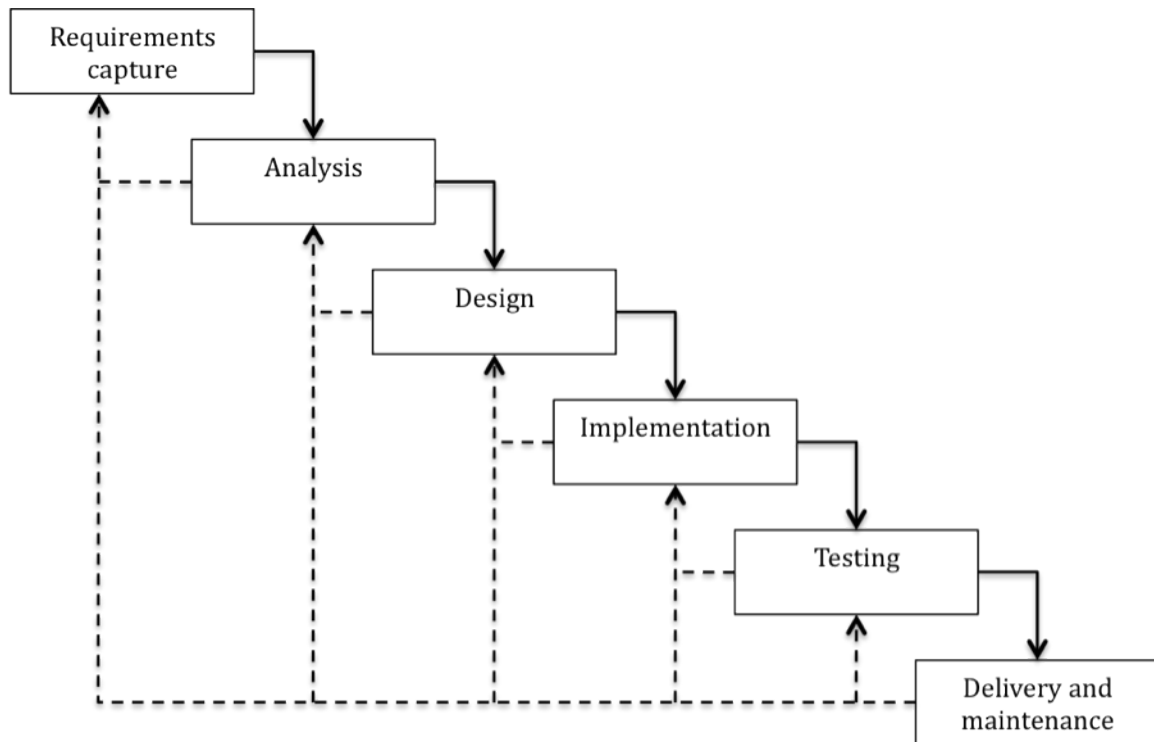 Requirements
capture
Analysis
Design
Implementation
Testing
Delivery and
maintenance